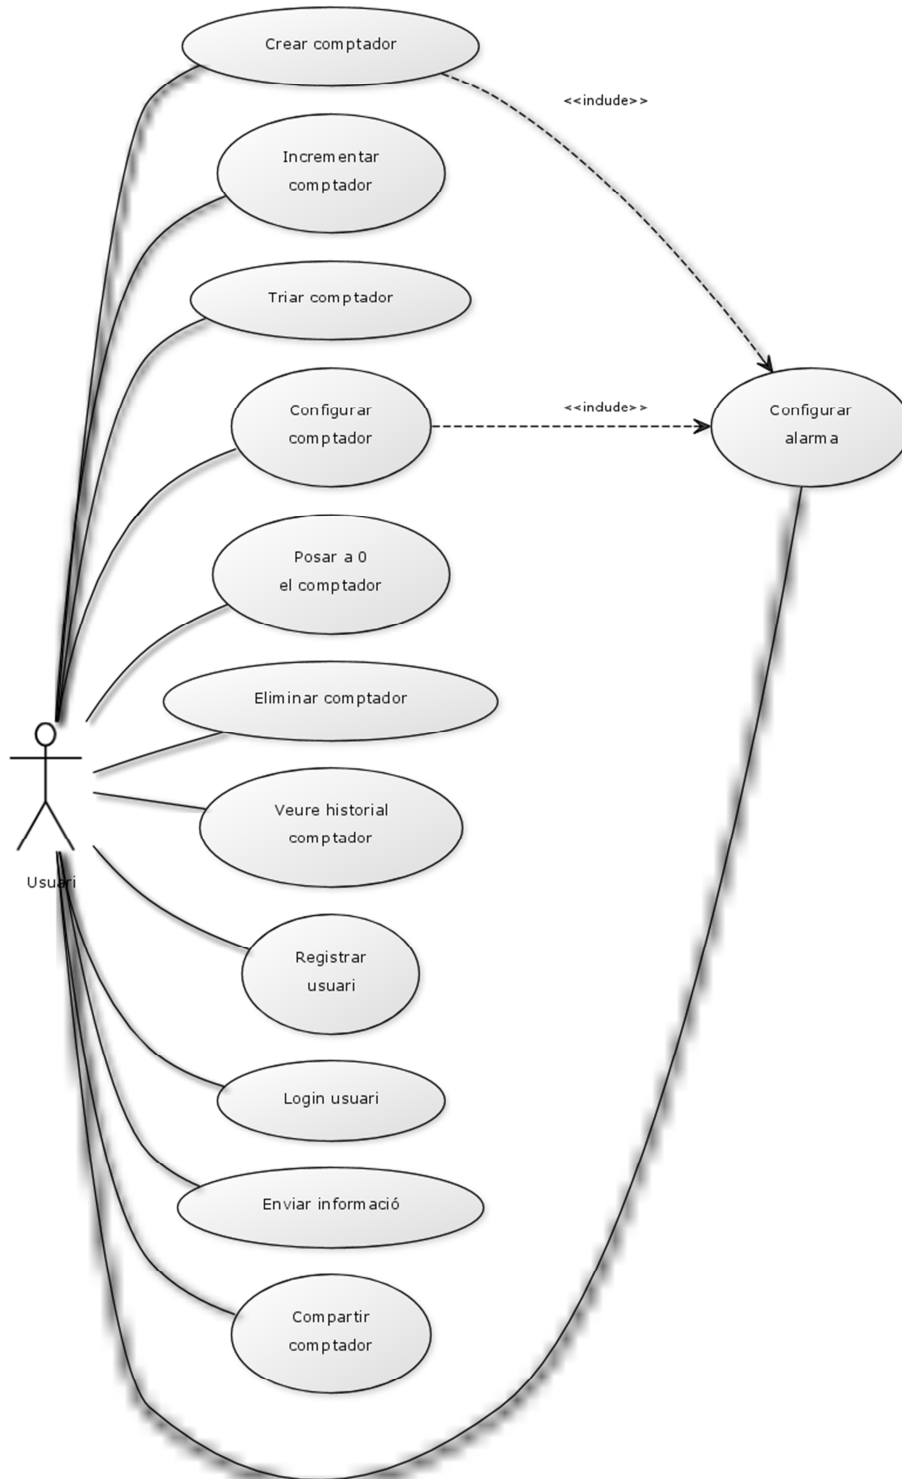 Crear comptador
<<include>>
Incrementar
comptador
Triar comptador
Configurar
comptador
<<include>>
Configurar
alarma
Posar a 0
el comptador
Eliminar comptador
Veure historial
comptador
Usuari
Registrar
usuari
Login usuari
Enviar informació
Compartir
comptador